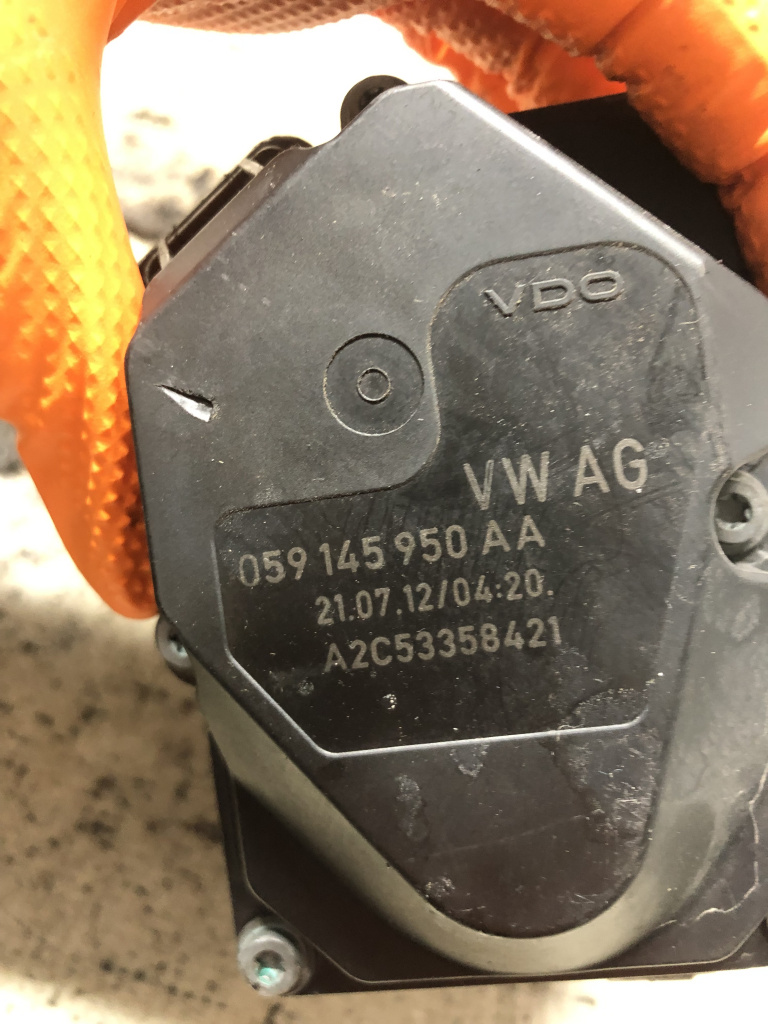 VDO
VW AG
059 145 950 AA
21.07.12/04:20.
A2C53358421